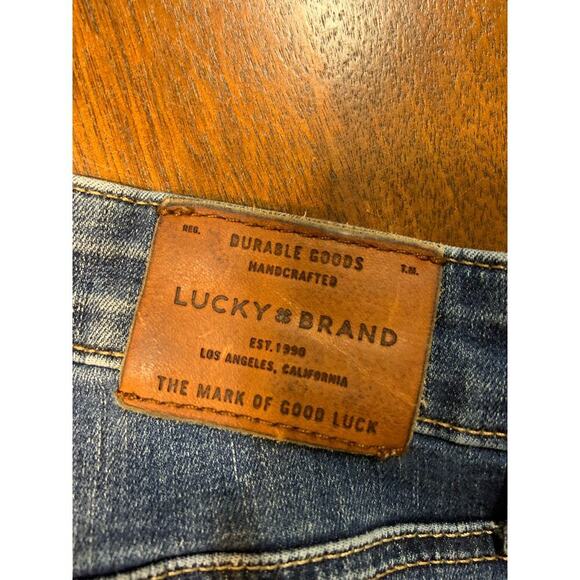 REG. DURABLE GOODS T.M.
HANDCRAFTED
LUCKY BRAND
EST. 1990
LOS ANGELES, CALIFORNIA
THE MARK OF GOOD LUCK